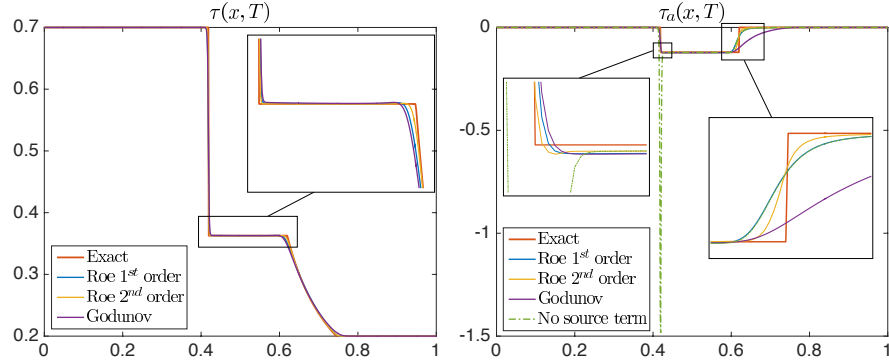 τ(x, T)
0.7
0.6
0.5
0.4
0.3
0.2
0
0.2
0.4
0.6
0.8
1
Exact
Roe 1st order
Roe 2nd order
Godunov
τa(x, T)
0
-0.5
-1
-1.5
0
0.2
0.4
0.6
0.8
1
Exact
Roe 1st order
Roe 2nd order
Godunov
No source term